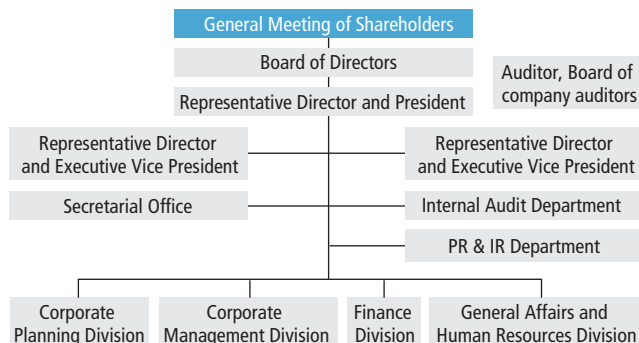 General Meeting of Shareholders
Board of Directors
Auditor, Board of
company auditors
Representative Director and President
Representative Director
and Executive Vice President
Representative Director
and Executive Vice President
Secretarial Office
Internal Audit Department
PR & IR Department
Corporate
Planning Division
Corporate
Management Division
Finance
Division
General Affairs and
Human Resources Division